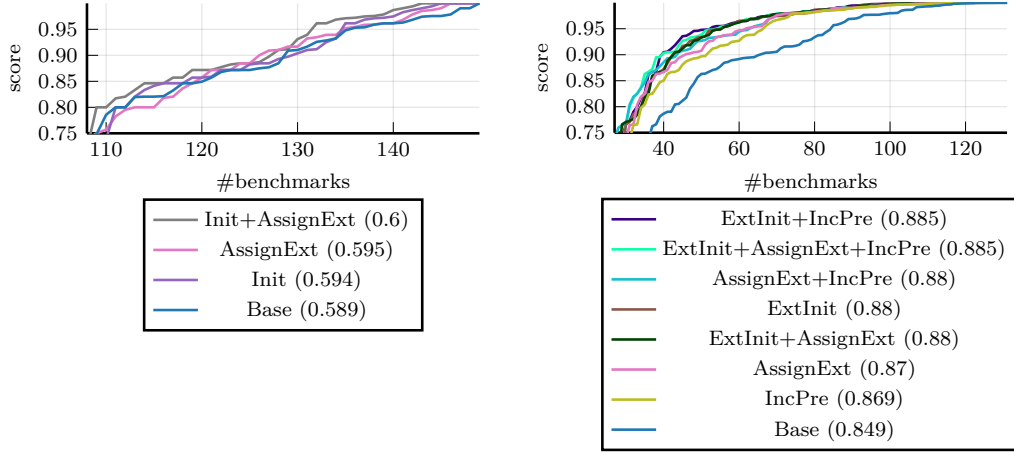 score
0.95
0.90
0.85
0.80
0.75
110 120 130 140
#benchmarks
Init+AssignExt (0.6)
AssignExt (0.595)
Init (0.594)
Base (0.589)
score
0.95
0.90
0.85
0.80
0.75
40 60 80 100 120
#benchmarks
ExtInit+IncPre (0.885)
ExtInit+AssignExt+IncPre (0.885)
AssignExt+IncPre (0.88)
ExtInit (0.88)
ExtInit+AssignExt (0.88)
AssignExt (0.87)
IncPre (0.869)
Base (0.849)